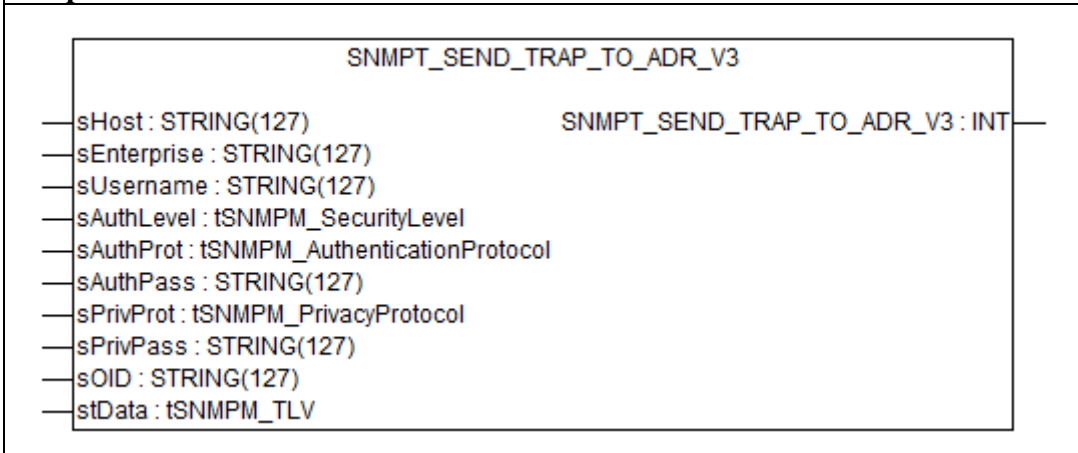 SNMPT_SEND_TRAP_TO_ADR_V3
sHost : STRING(127) SNMPT_SEND_TRAP_TO_ADR_V3 : INT
sEnterprise : STRING(127)
sUsername : STRING(127)
sAuthLevel : tSNMPM_SecurityLevel
sAuthProt : tSNMPM_AuthenticationProtocol
sAuthPass : STRING(127)
sPrivProt : tSNMPM_PrivacyProtocol
sPrivPass : STRING(127)
sOID : STRING(127)
stData : tSNMPM_TLV